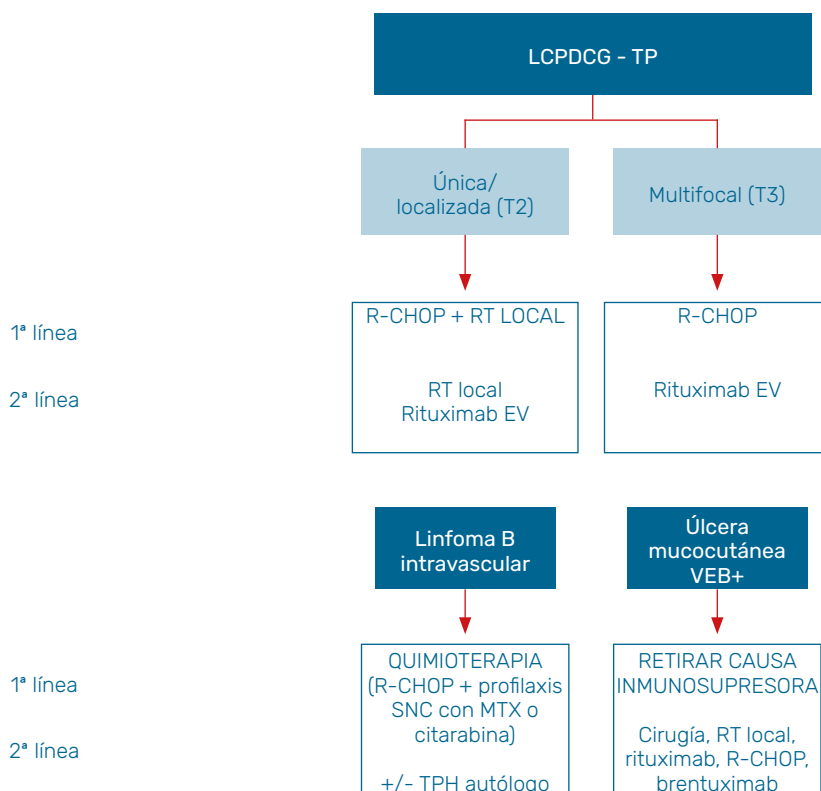 LCPDCG - TP
Única/
localizada (T2)
Multifocal (T3)
1ª línea
R-CHOP + RT LOCAL
R-CHOP
2ª línea
RT local
Rituximab EV
Rituximab EV
Linfoma B
intravascular
Úlcera
mucocutánea
VEB+
1ª línea
QUIMIOTERAPIA
(R-CHOP + profilaxis
SNC con MTX o
citarabina)
RETIRAR CAUSA
INMUNOSUPRESORA
2ª línea
+/- TPH autólogo
Cirugía, RT local,
rituximab, R-CHOP,
brentuximab